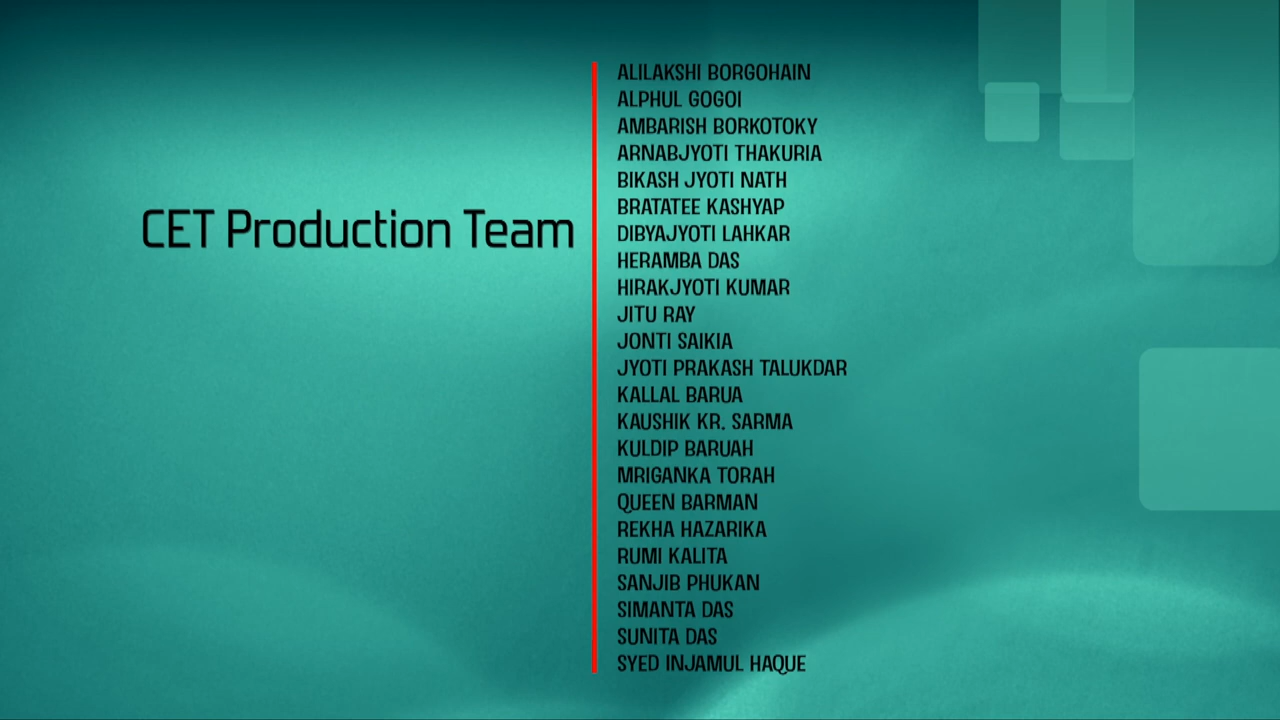 CET Production Team
ALILAKSHI BORGOHAIN
ALPHUL GOGOI
AMBARISH BORKOTOKY
ARNABJYOTI THAKURIA
BIKASH JYOTI NATH
BRATATEE KASHYAP
DIBYAJYOTI LAHKAR
HERAMBA DAS
HIRAKJYOTI KUMAR
JITU RAY
JONTI SAIKIA
JYOTI PRAKASH TALUKDAR
KALLAL BARUA
KAUSHIK KR. SARMA
KULDIP BARUAH
MRIGANKA TORAH
QUEEN BARMAN
REKHA HAZARIKA
RUMI KALITA
SANJIB PHUKAN
SIMANTA DAS
SUNITA DAS
SYED INJAMUL HAQUE